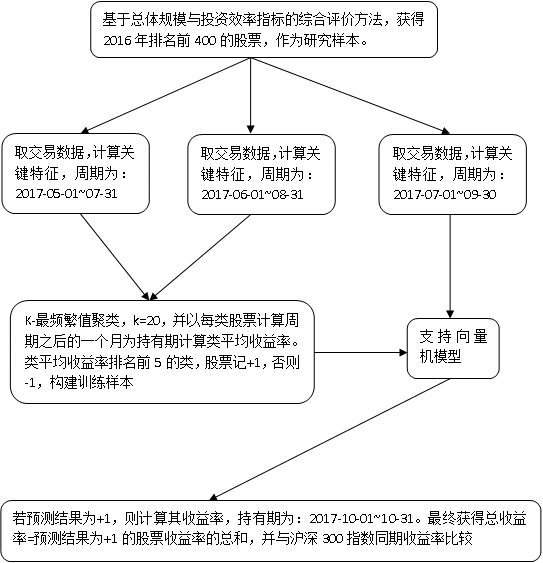 基于总体规模与投资效率指标的综合评价方法，获得
2016年排名前400的股票，作为研究样本。
取交易数据,计算关
键特征，周期为：
2017-05-01~07-31
取交易数据，计算关
键特征，周期为：
2017-06-01~08-31
取交易数据，计算关
键特征，周期为：
2017-07-01~09-30
K-最频繁值聚类，k=20，并以每类股票计算周
期之后的一个月为持有期计算类平均收益率。
类平均收益率排名前5的类，股票记+1，否则
-1，构建训练样本
支持向量
机模型
若预测结果为+1，则计算其收益率，持有期为：2017-10-01~10-31。最终获得总收益
率=预测结果为+1的股票收益率的总和，并与沪深300指数同期收益率比较